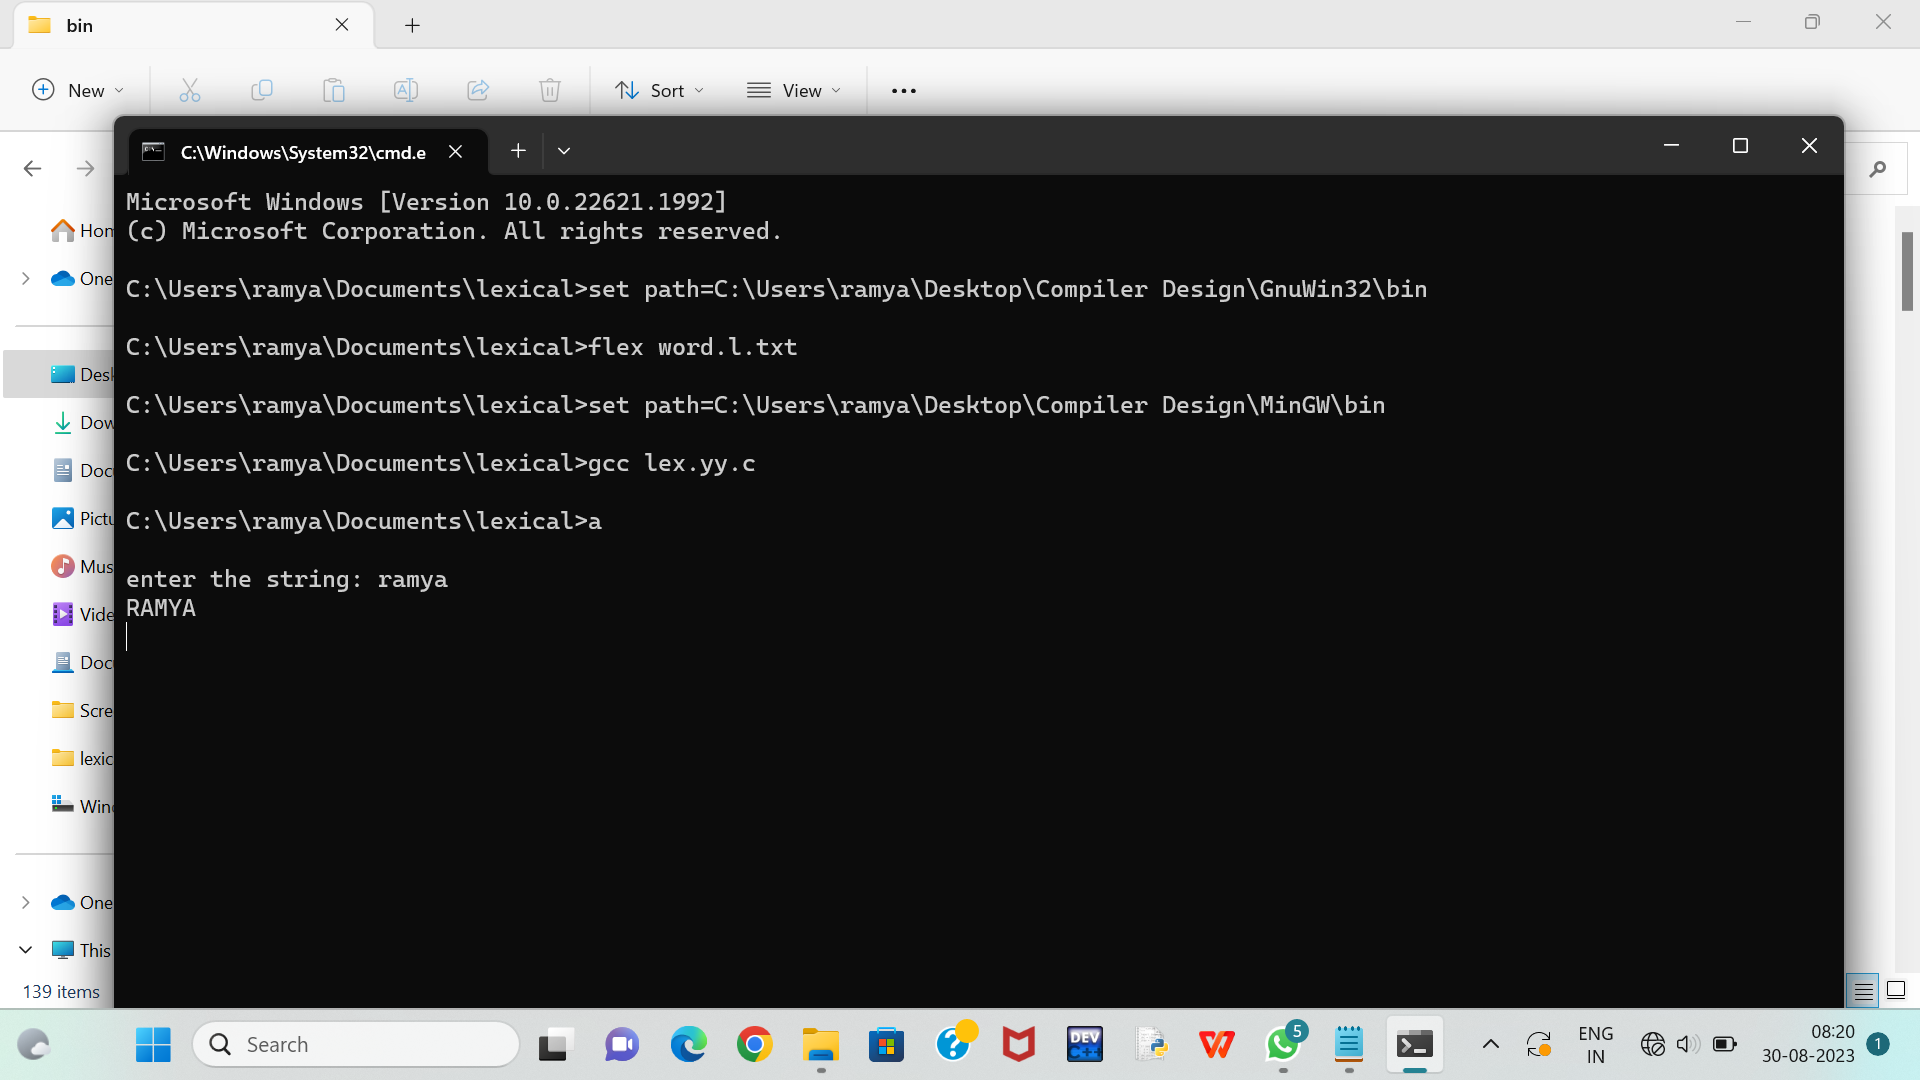 bin
New
Sort
View
C:\Windows\System32\cmd.e
Microsoft Windows [Version 10.0.22621.1992]
(c) Microsoft Corporation. All rights reserved.
C:\Users\ramya\Documents\lexical>set path=C:\Users\ramya\Desktop\Compiler Design\GnuWin32\bin
C:\Users\ramya\Documents\lexical>flex word.l.txt
C:\Users\ramya\Documents\lexical>set path=C:\Users\ramya\Desktop\Compiler Design\MinGW\bin
C:\Users\ramya\Documents\lexical>gcc lex.yy.c
C:\Users\ramya\Documents\lexical>a
enter the string: ramya
RAMYA
Hom
One
Desk
Dow
Docu
Pictu
Mus
Vide
Docu
Scre
lexic
Wind
One
This
139 items
Search
DEV
C++
5
ENG
IN
08:20
30-08-2023
1